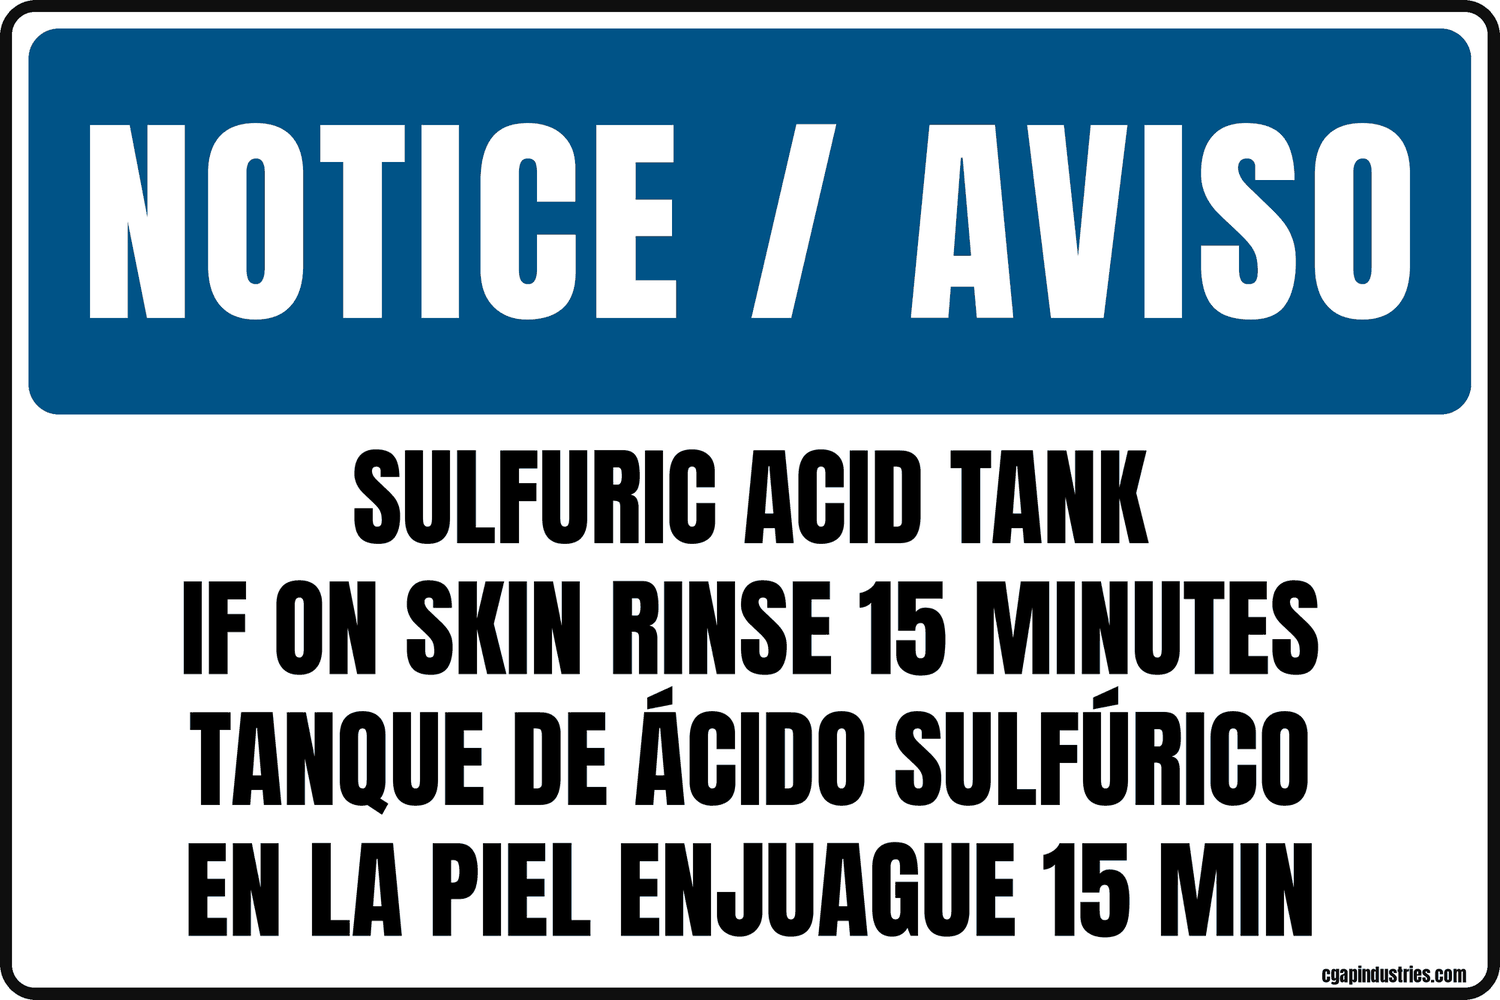 NOTICE / AVISO
SULFURIC ACID TANK
IF ON SKIN RINSE 15 MINUTES
TANQUE DE ÁCIDO SULFÚRICO
EN LA PIEL ENJUAGUE 15 MIN
cgapindustries.com